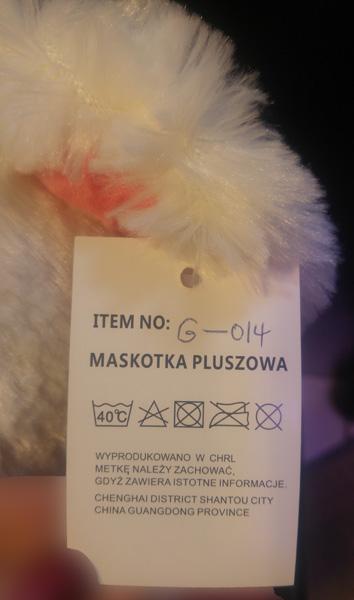 ITEM NO: G-014
MASKOTKA PLUSZOWA
40°C
WYPRODUKOWANO W CHRL
METKĘ NALEŻY ZACHOWAĆ,
GDYŻ ZAWIERA ISTOTNE INFORMACJE.
CHENGHAI DISTRICT SHANTOU CITY
CHINA GUANGDONG PROVINCE